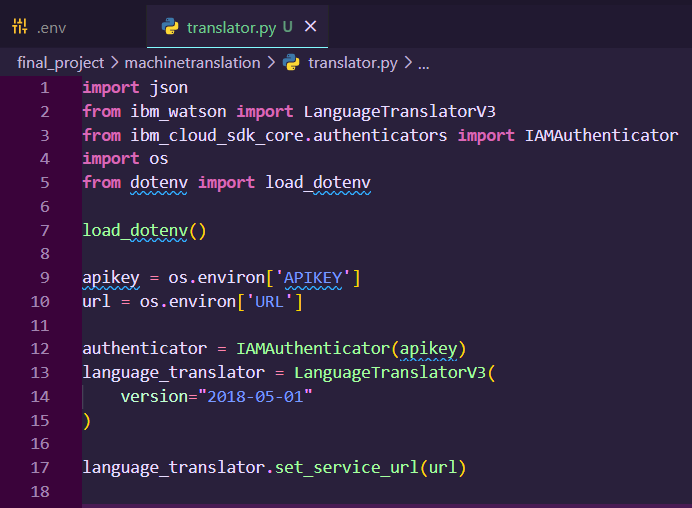 .env translator.py U ×
final_project > machinetranslation > translator.py > ...
1 import json
2 from ibm_watson import LanguageTranslatorV3
3 from ibm_cloud_sdk_core.authenticators import IAMAuthenticator
4 import os
5 from dotenv import load_dotenv
6
7 load_dotenv()
8
9 apikey = os.environ['APIKEY']
10 url = os.environ['URL']
11
12 authenticator = IAMAuthenticator(apikey)
13 language_translator = LanguageTranslatorV3(
14     version="2018-05-01"
15 )
16
17 language_translator.set_service_url(url)
18